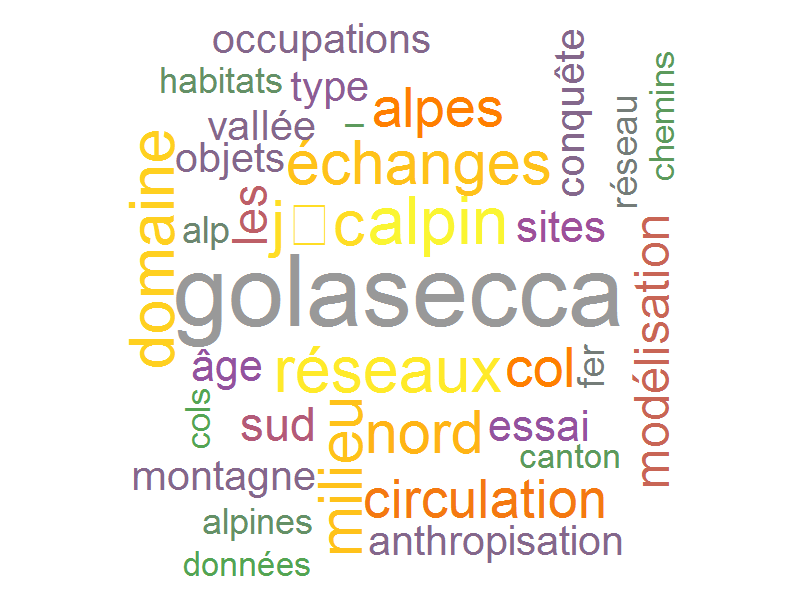 occupations
habitats type
conquête
chemins
vallée – alpes
réseau
objets échanges
domaine
les
alp j□c alpin sites
golasecca
modélisation
âge réseaux col fer
cols
sud milieu nord essai
canton
montagne circulation
alpines anthropisation
données